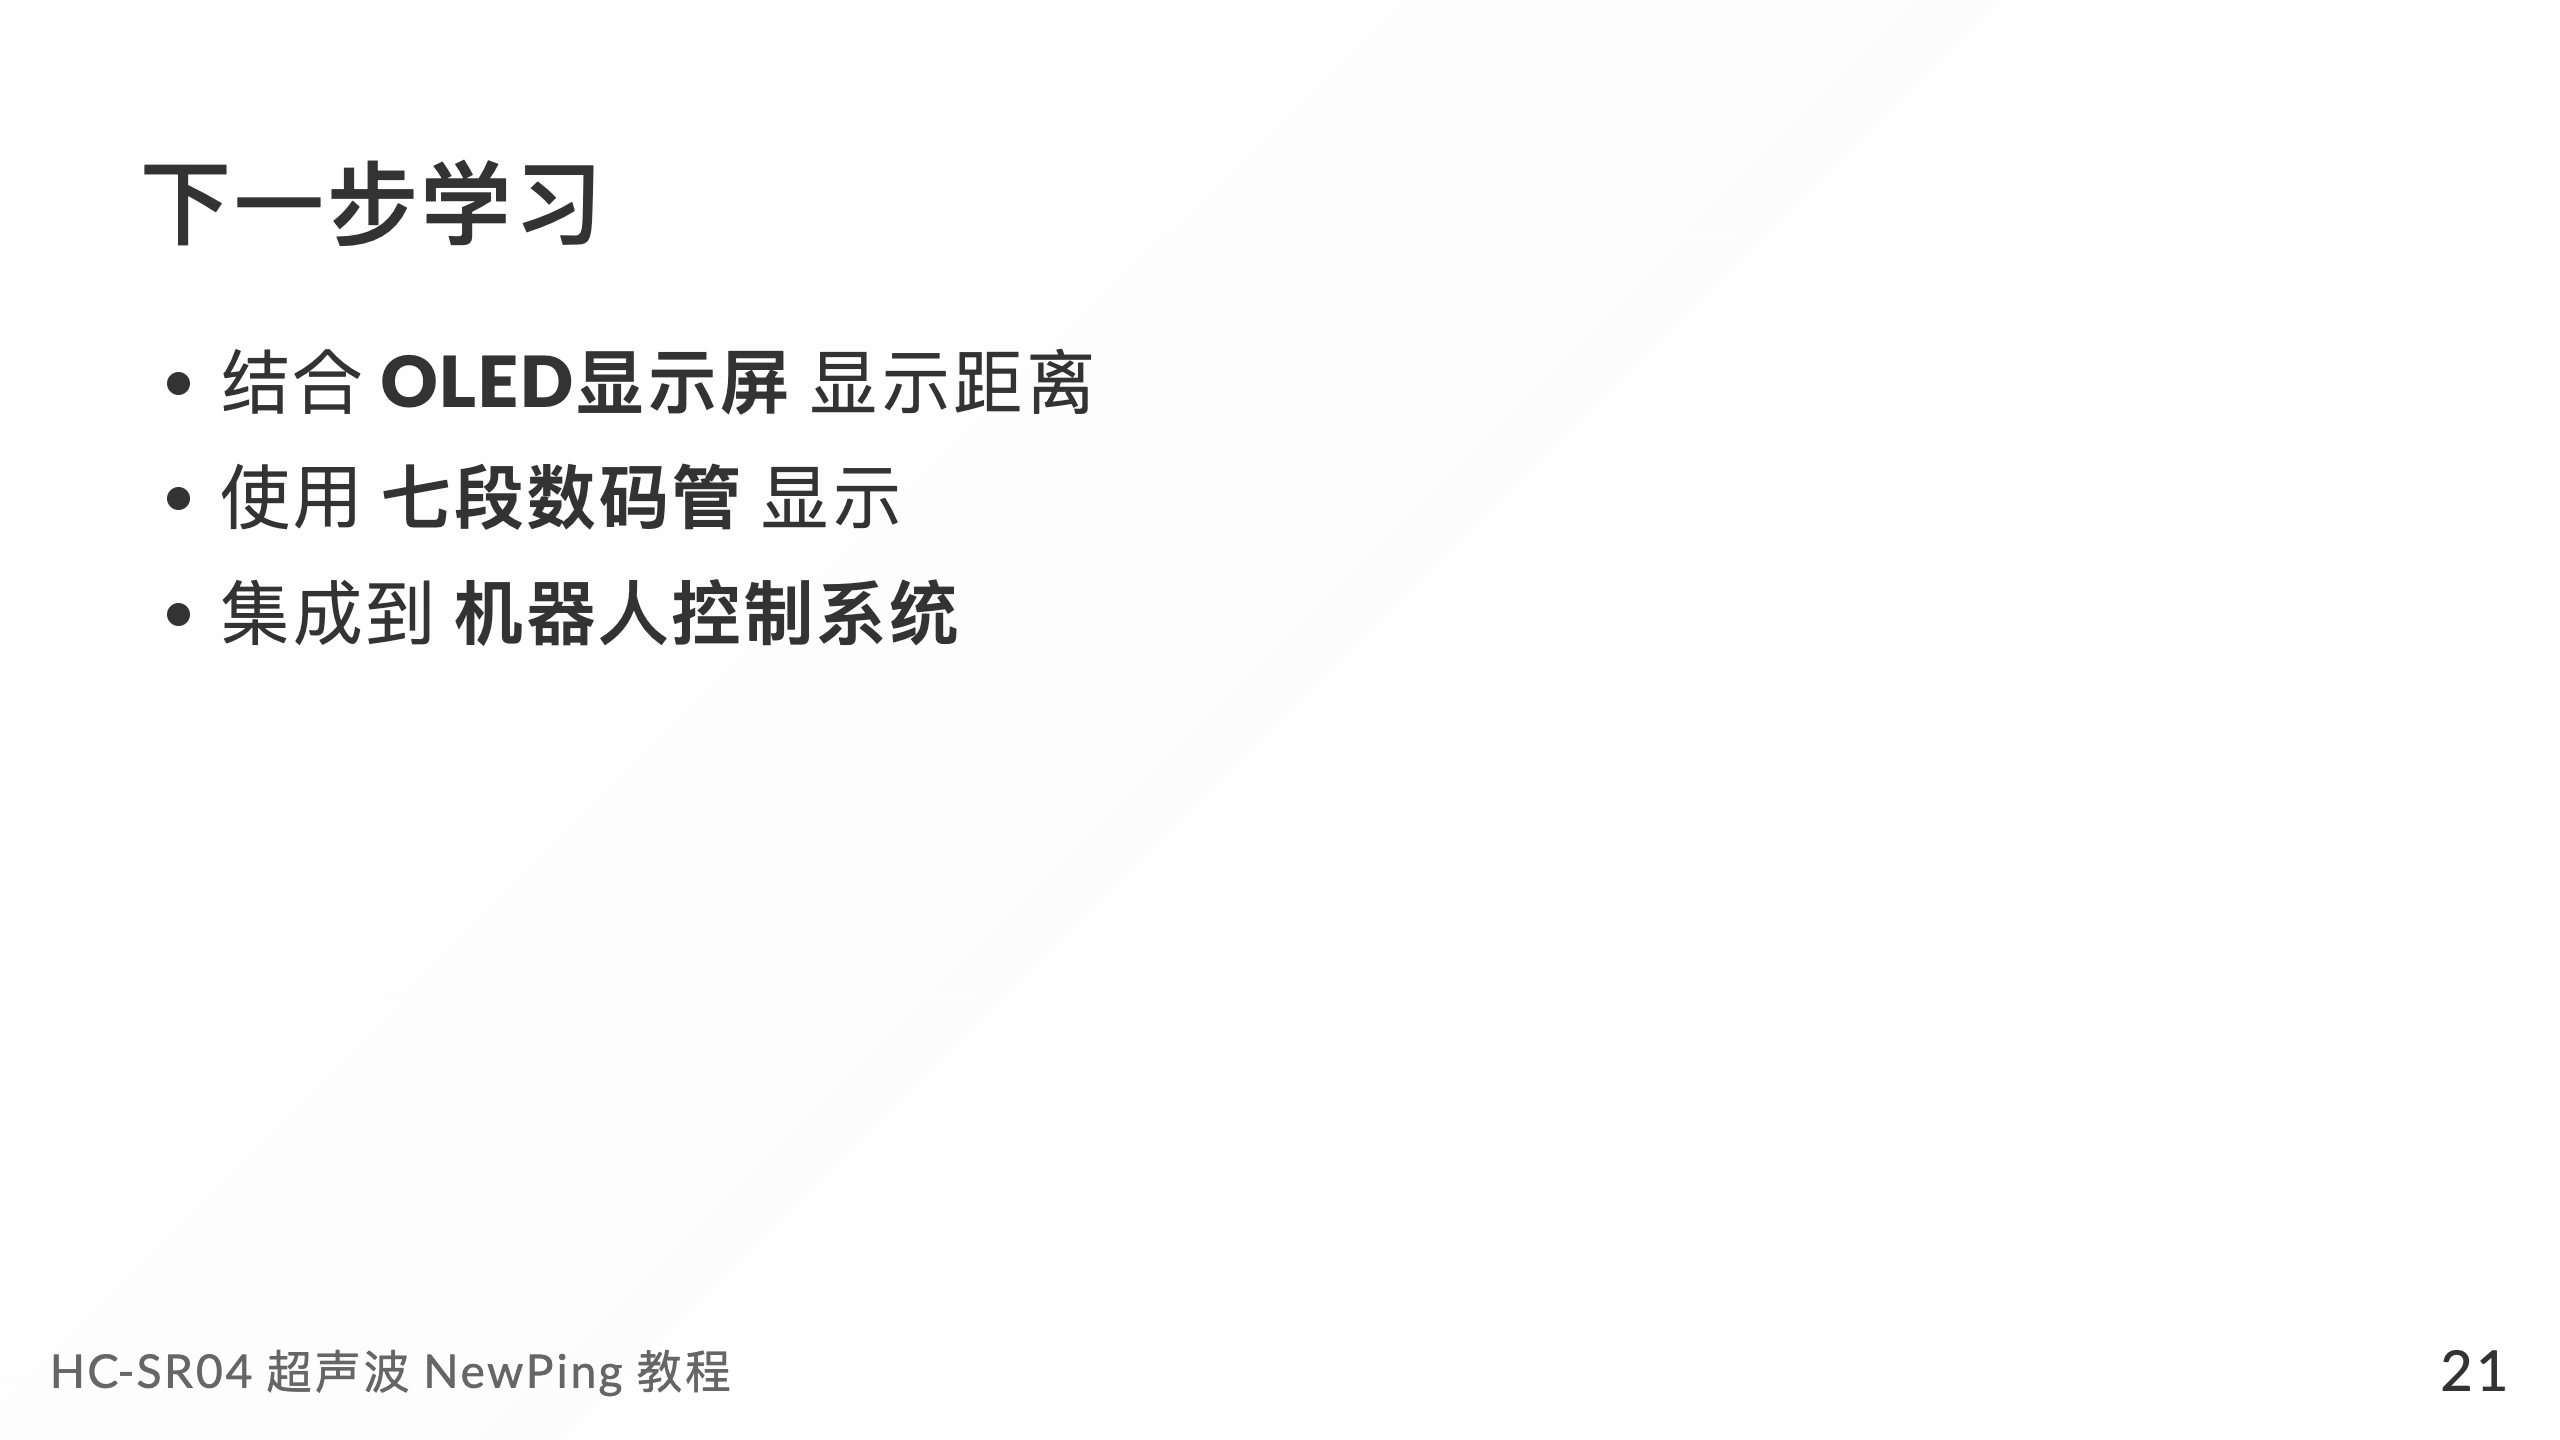 下一步学习
• 结合 OLED显示屏 显示距离
• 使用 七段数码管 显示
• 集成到 机器人控制系统
HC-SR04 超声波 NewPing 教程
21